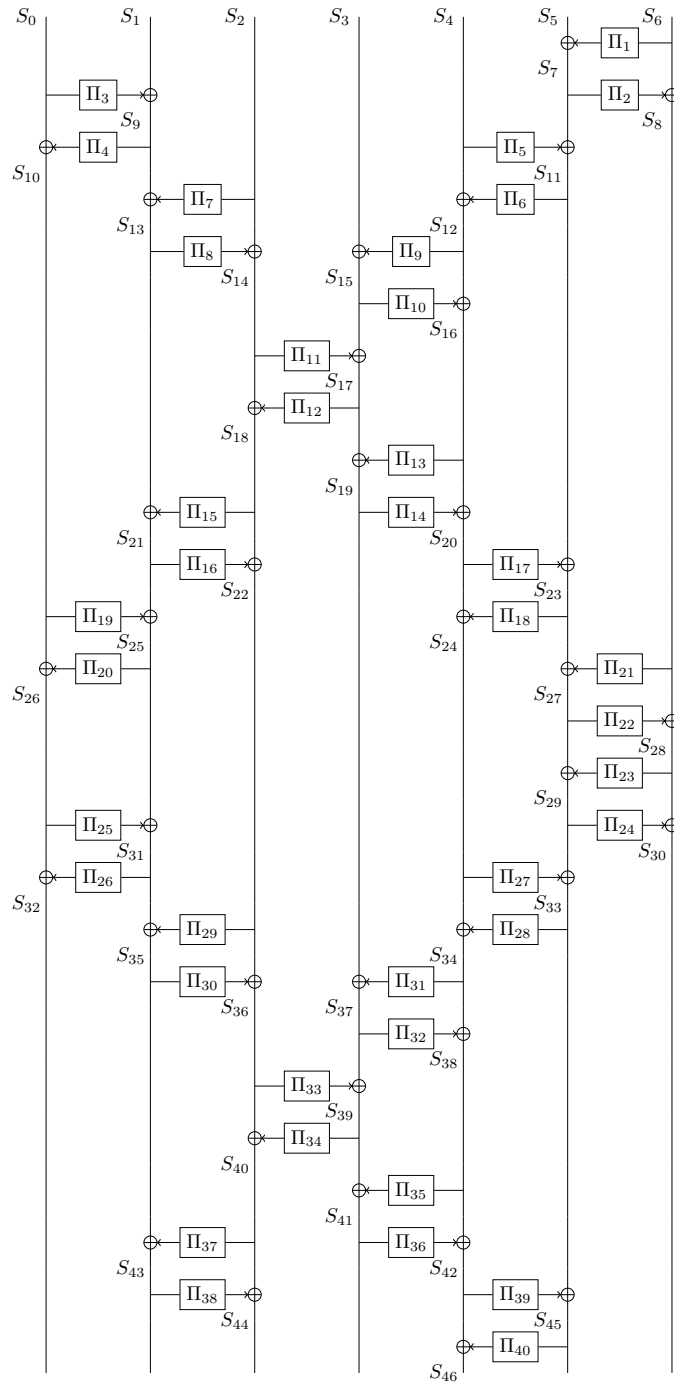 S₀ S₁ S₂ S₃ S₄ S₅ S₆
Π₁
S₇
Π₃ Π₂
S₉ S₈
Π₄ Π₅
S₁₀ S₁₁
Π₇ Π₆
S₁₃ S₁₂
Π₈ Π₉
S₁₄ S₁₅
Π₁₀
S₁₆
Π₁₁
S₁₇
Π₁₂
S₁₈
Π₁₃
S₁₉
Π₁₅ Π₁₄
S₂₁ S₂₀
Π₁₆ Π₁₇
S₂₂ S₂₃
Π₁₉ Π₁₈
S₂₅ S₂₄
Π₂₀ Π₂₁
S₂₆ S₂₇
Π₂₂
S₂₈
Π₂₃
S₂₉
Π₂₅ Π₂₄
S₃₁ S₃₀
Π₂₆ Π₂₇
S₃₂ S₃₃
Π₂₉ Π₂₈
S₃₅ S₃₄
Π₃₀ Π₃₁
S₃₆ S₃₇
Π₃₂
S₃₈
Π₃₃
S₃₉
Π₃₄
S₄₀
Π₃₅
S₄₁
Π₃₇ Π₃₆
S₄₃ S₄₂
Π₃₈ Π₃₉
S₄₄ S₄₅
Π₄₀
S₄₆